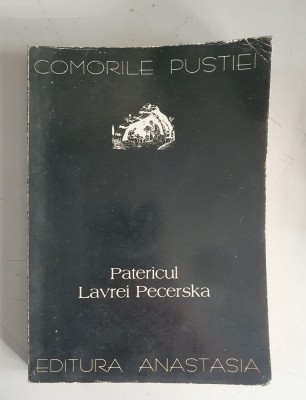 COMORILE PUSTIEI
Patericul
Lavrei Pecerska
EDITURA ANASTASIA